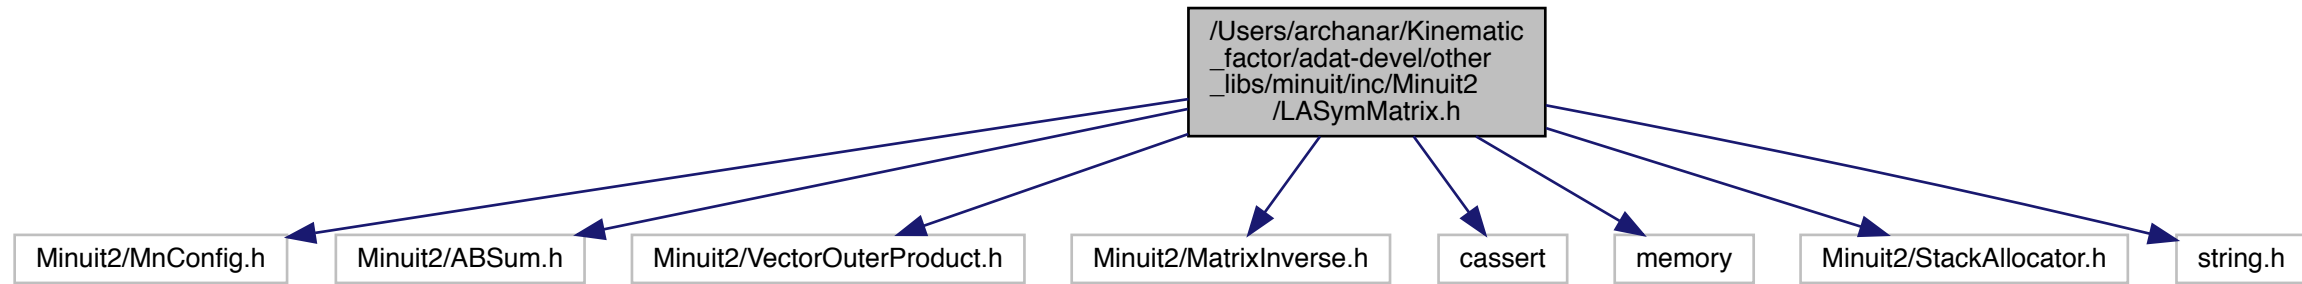 /Users/archanar/Kinematic
_factor/adat-devel/other
_libs/minuit/inc/Minuit2
/LASymMatrix.h
Minuit2/MnConfig.h
Minuit2/ABSum.h
Minuit2/VectorOuterProduct.h
Minuit2/MatrixInverse.h
cassert
memory
Minuit2/StackAllocator.h
string.h